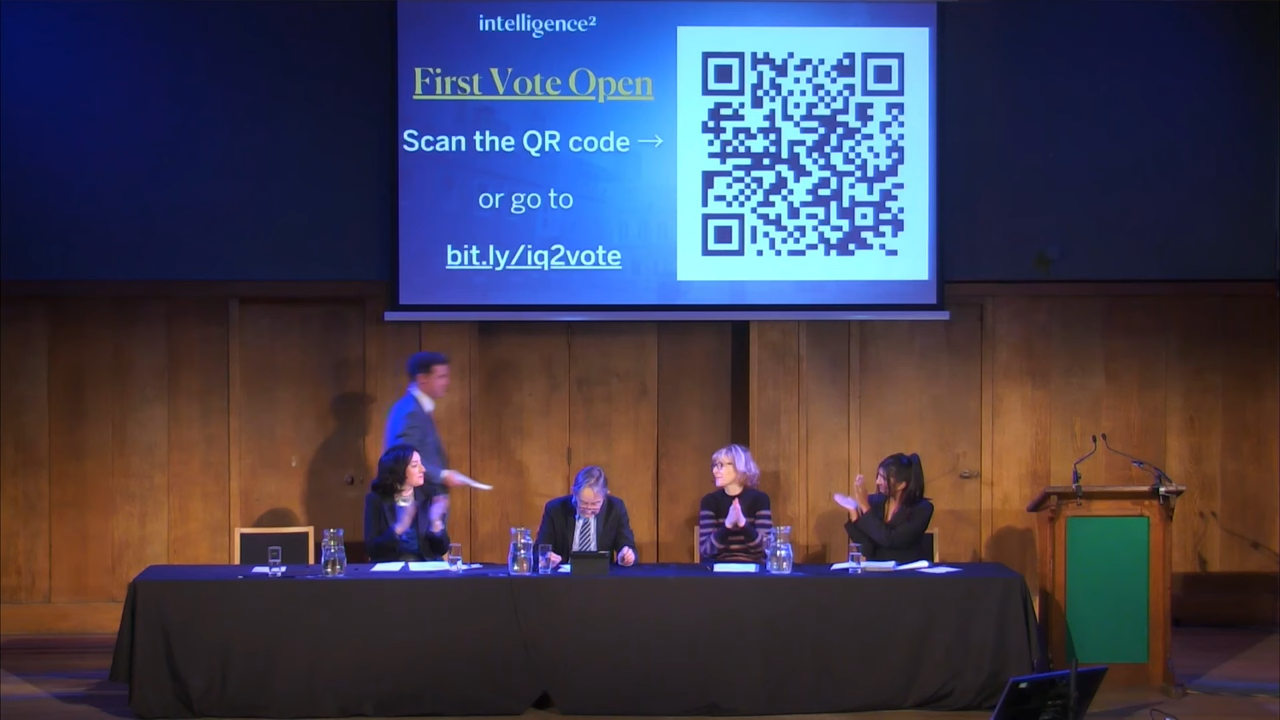 intelligence²
First Vote Open
Scan the QR code →
or go to
bit.ly/iq2vote